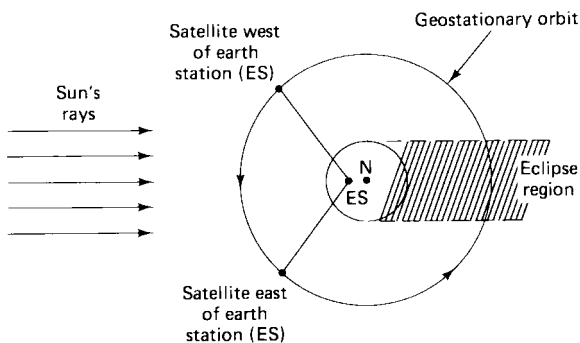 Geostationary orbit
Satellite west
of earth
station (ES)
Sun's
rays
N
ES
Eclipse
region
Satellite east
of earth
station (ES)